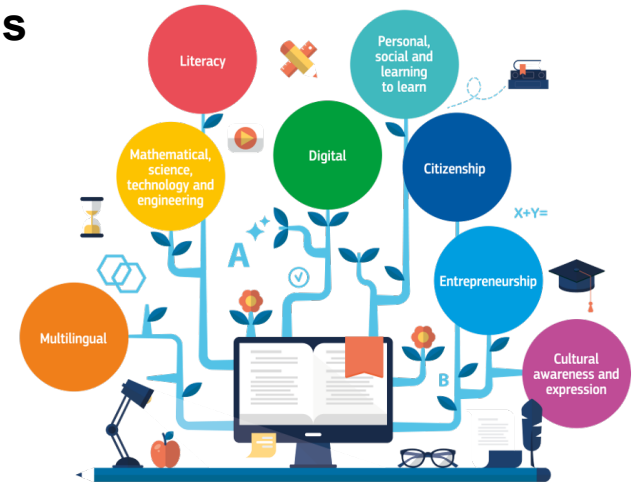 s
Literacy
Personal,
social and
learning
to learn
Mathematical,
science,
technology and
engineering
Digital
Citizenship
X+Y=
A
Entrepreneurship
Multilingual
Cultural
awareness and
expression
B